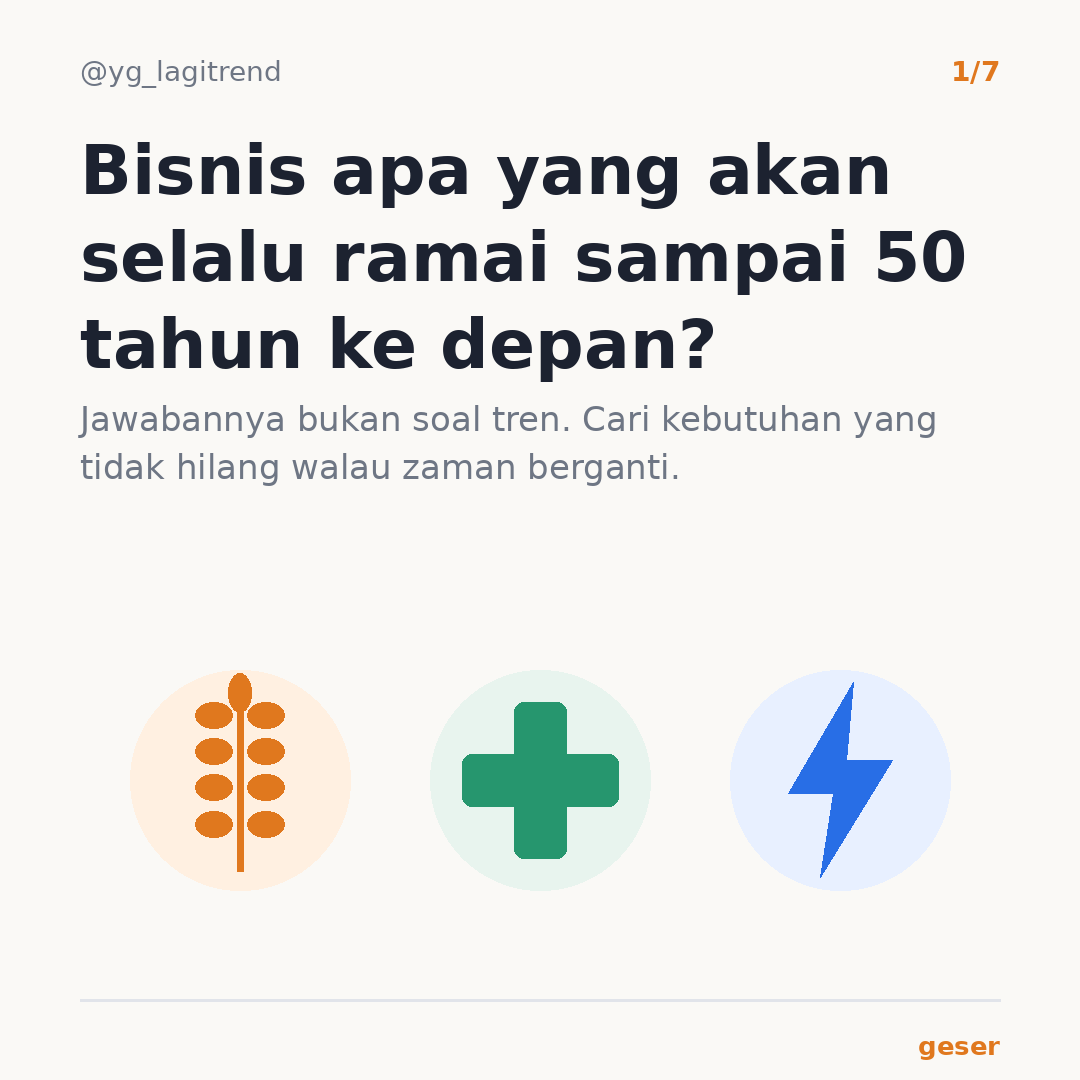 @yg_lagitrend
1/7
Bisnis apa yang akan
selalu ramai sampai 50
tahun ke depan?
Jawabannya bukan soal tren. Cari kebutuhan yang
tidak hilang walau zaman berganti.
geser